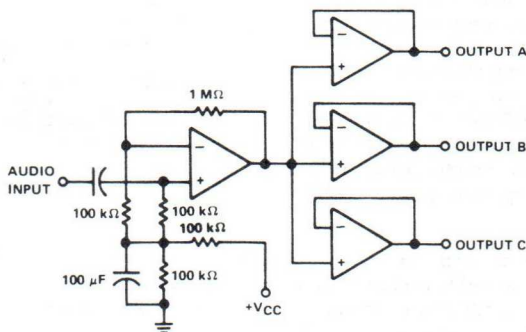 OUTPUT A
1 MΩ
OUTPUT B
AUDIO
INPUT
100 kΩ
100 kΩ
100 kΩ
OUTPUT C
100 µF
100 kΩ
+VCC